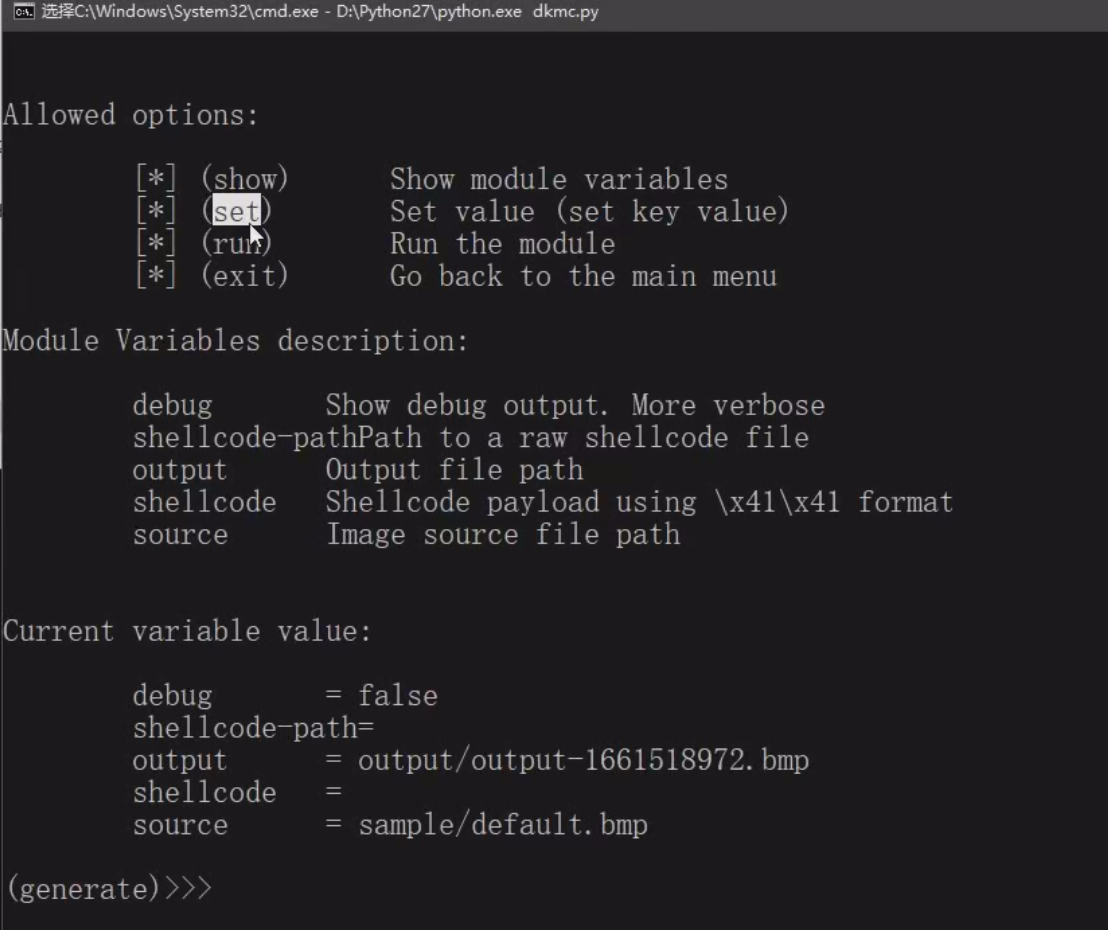 选择C:\Windows\System32\cmd.exe - D:\Python27\python.exe dkmc.py
Allowed options:
[*] (show) Show module variables
[*] (set) Set value (set key value)
[*] (run) Run the module
[*] (exit) Go back to the main menu
Module Variables description:
debug Show debug output. More verbose
shellcode-pathPath to a raw shellcode file
output Output file path
shellcode Shellcode payload using \x41\x41 format
source Image source file path
Current variable value:
debug = false
shellcode-path=
output = output/output-1661518972.bmp
shellcode =
source = sample/default.bmp
(generate)>>>